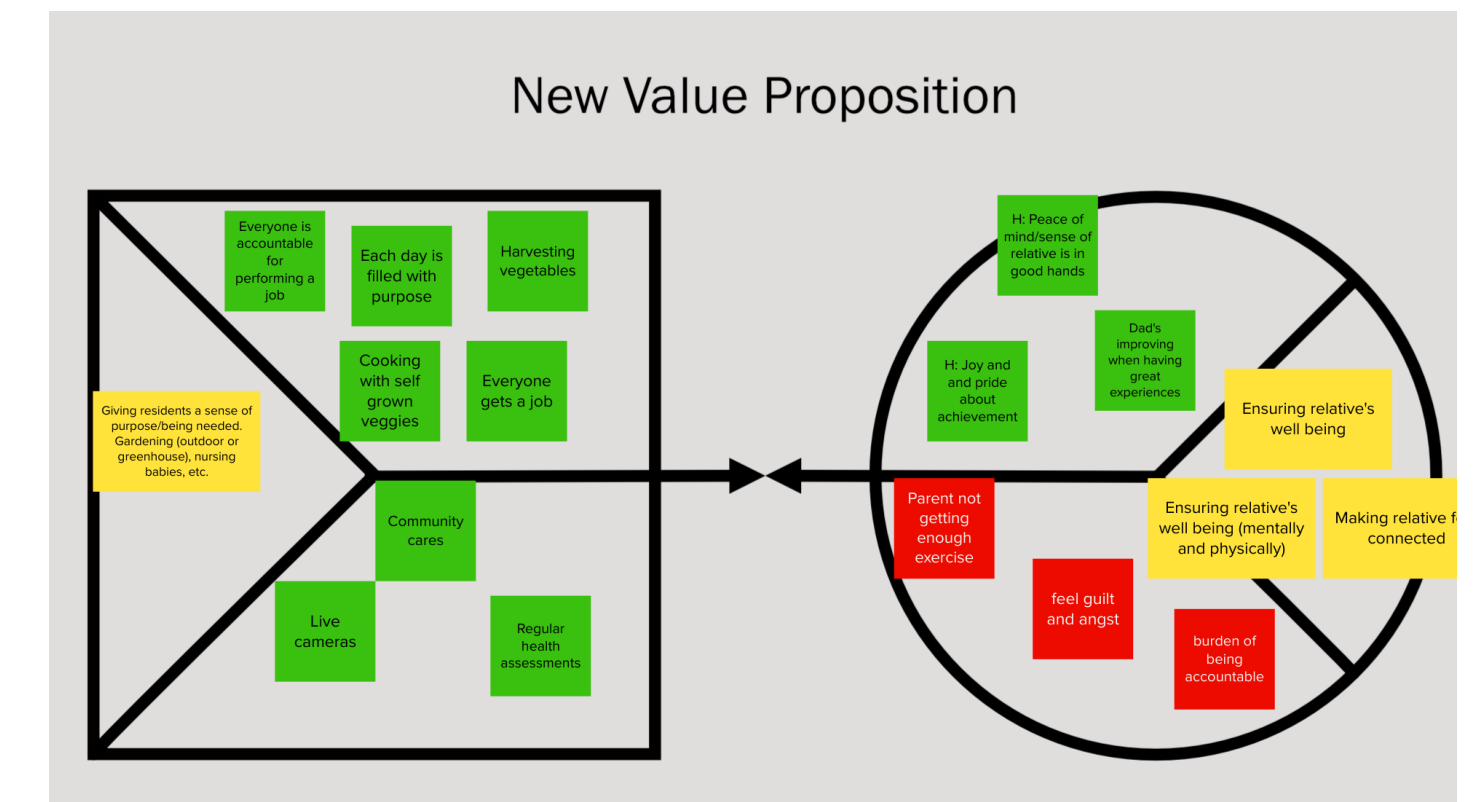 New Value Proposition
Everyone is
accountable
for
performing a
job
Each day is
filled with
purpose
Harvesting
vegetables
Cooking
with self
grown
veggies
Everyone
gets a job
Giving residents a sense of
purpose/being needed.
Gardening (outdoor or
greenhouse), nursing
babies, etc.
Community
cares
Live
cameras
Regular
health
assessments
H: Peace of
mind/sense of
relative is in
good hands
H: Joy and
and pride
about
achievement
Dad's
improving
when having
great
experiences
Ensuring relative's
well being
Ensuring relative's
well being (mentally
and physically)
Making relative
connected
Parent not
getting
enough
exercise
feel guilt
and angst
burden of
being
accountable